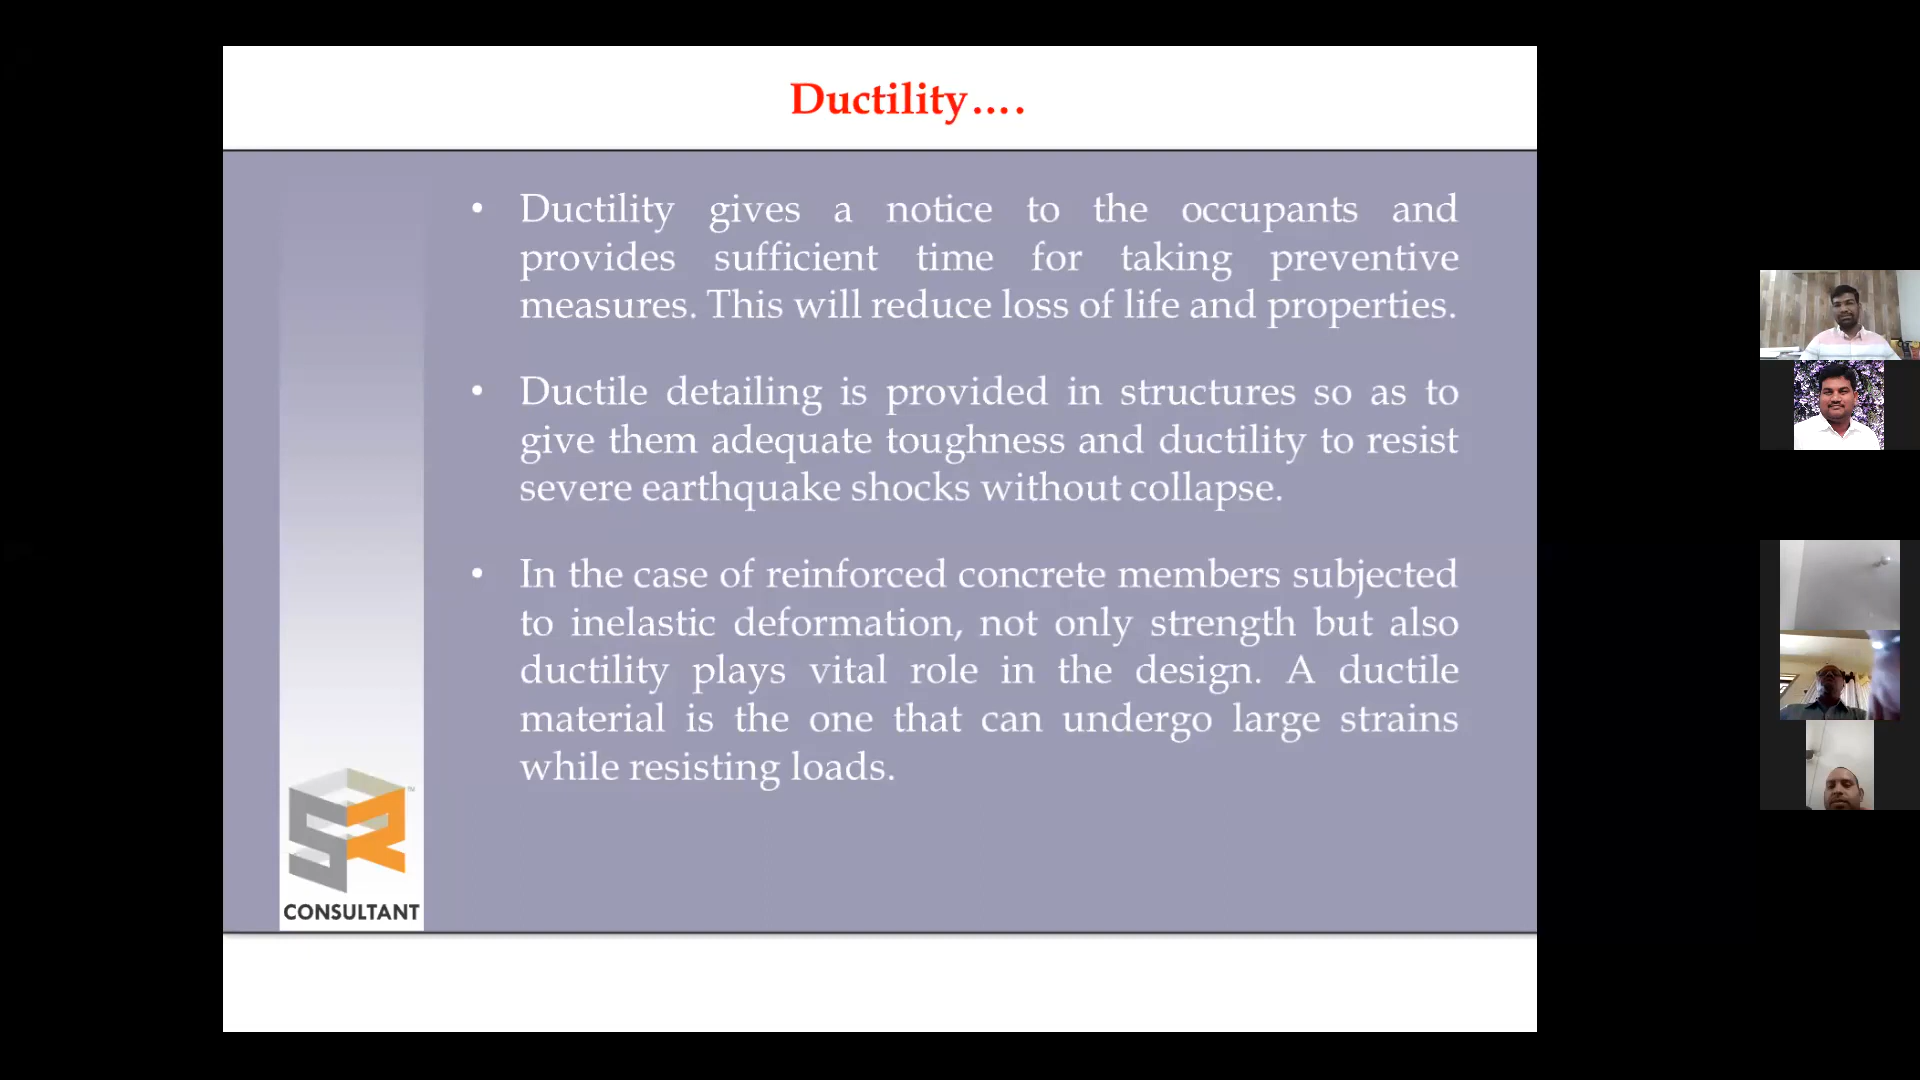 Ductility….
• Ductility gives a notice to the occupants and
provides sufficient time for taking preventive
measures. This will reduce loss of life and properties.
• Ductile detailing is provided in structures so as to
give them adequate toughness and ductility to resist
severe earthquake shocks without collapse.
• In the case of reinforced concrete members subjected
to inelastic deformation, not only strength but also
ductility plays vital role in the design. A ductile
material is the one that can undergo large strains
while resisting loads.
SR™
CONSULTANT